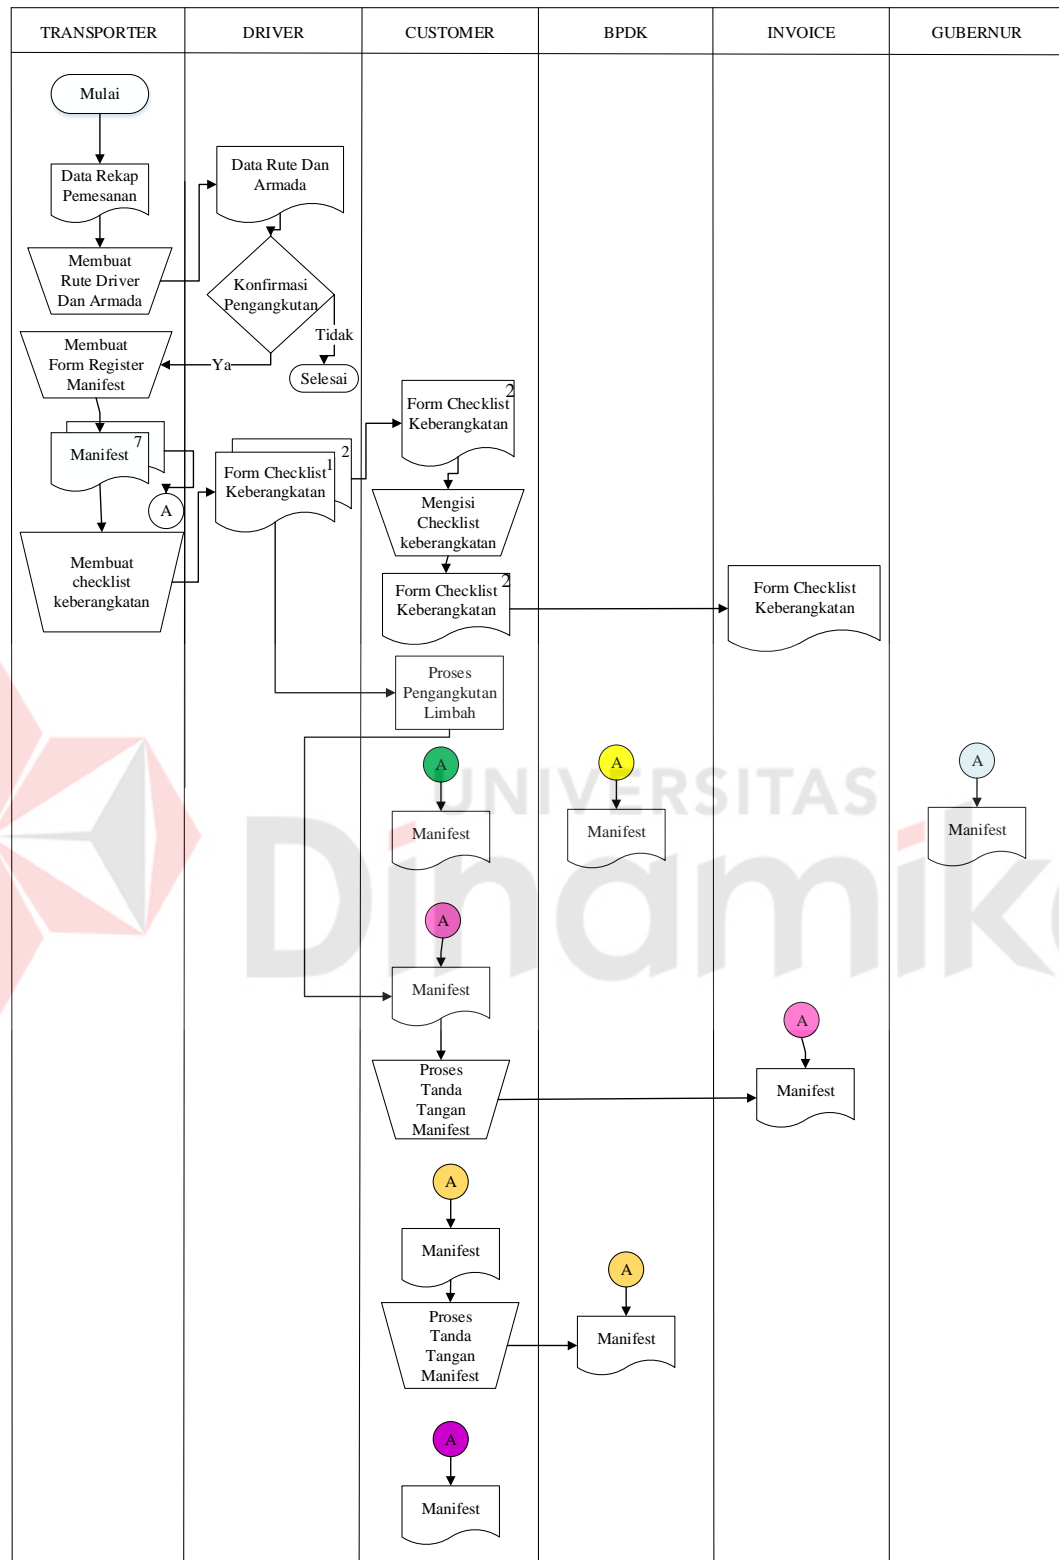 TRANSPORTER
DRIVER
CUSTOMER
BPDK
INVOICE
GUBERNUR
Mulai
Data Rekap
Pemesanan
Data Rute Dan
Armada
Membuat
Rute Driver
Dan Armada
Konfirmasi
Pengangkutan
Tidak
Ya
Selesai
Membuat
Form Register
Manifest
7
Manifest
A
Membuat
checklist
keberangkatan
2
1
Form Checklist
Keberangkatan
2
Form Checklist
Keberangkatan
Mengisi
Checklist
keberangkatan
2
Form Checklist
Keberangkatan
Form Checklist
Keberangkatan
Proses
Pengangkutan
Limbah
A
Manifest
A
Manifest
A
Manifest
UNIVERSITAS
Dinamika
A
Manifest
Proses
Tanda
Tangan
Manifest
A
Manifest
A
Manifest
Proses
Tanda
Tangan
Manifest
A
Manifest
A
Manifest